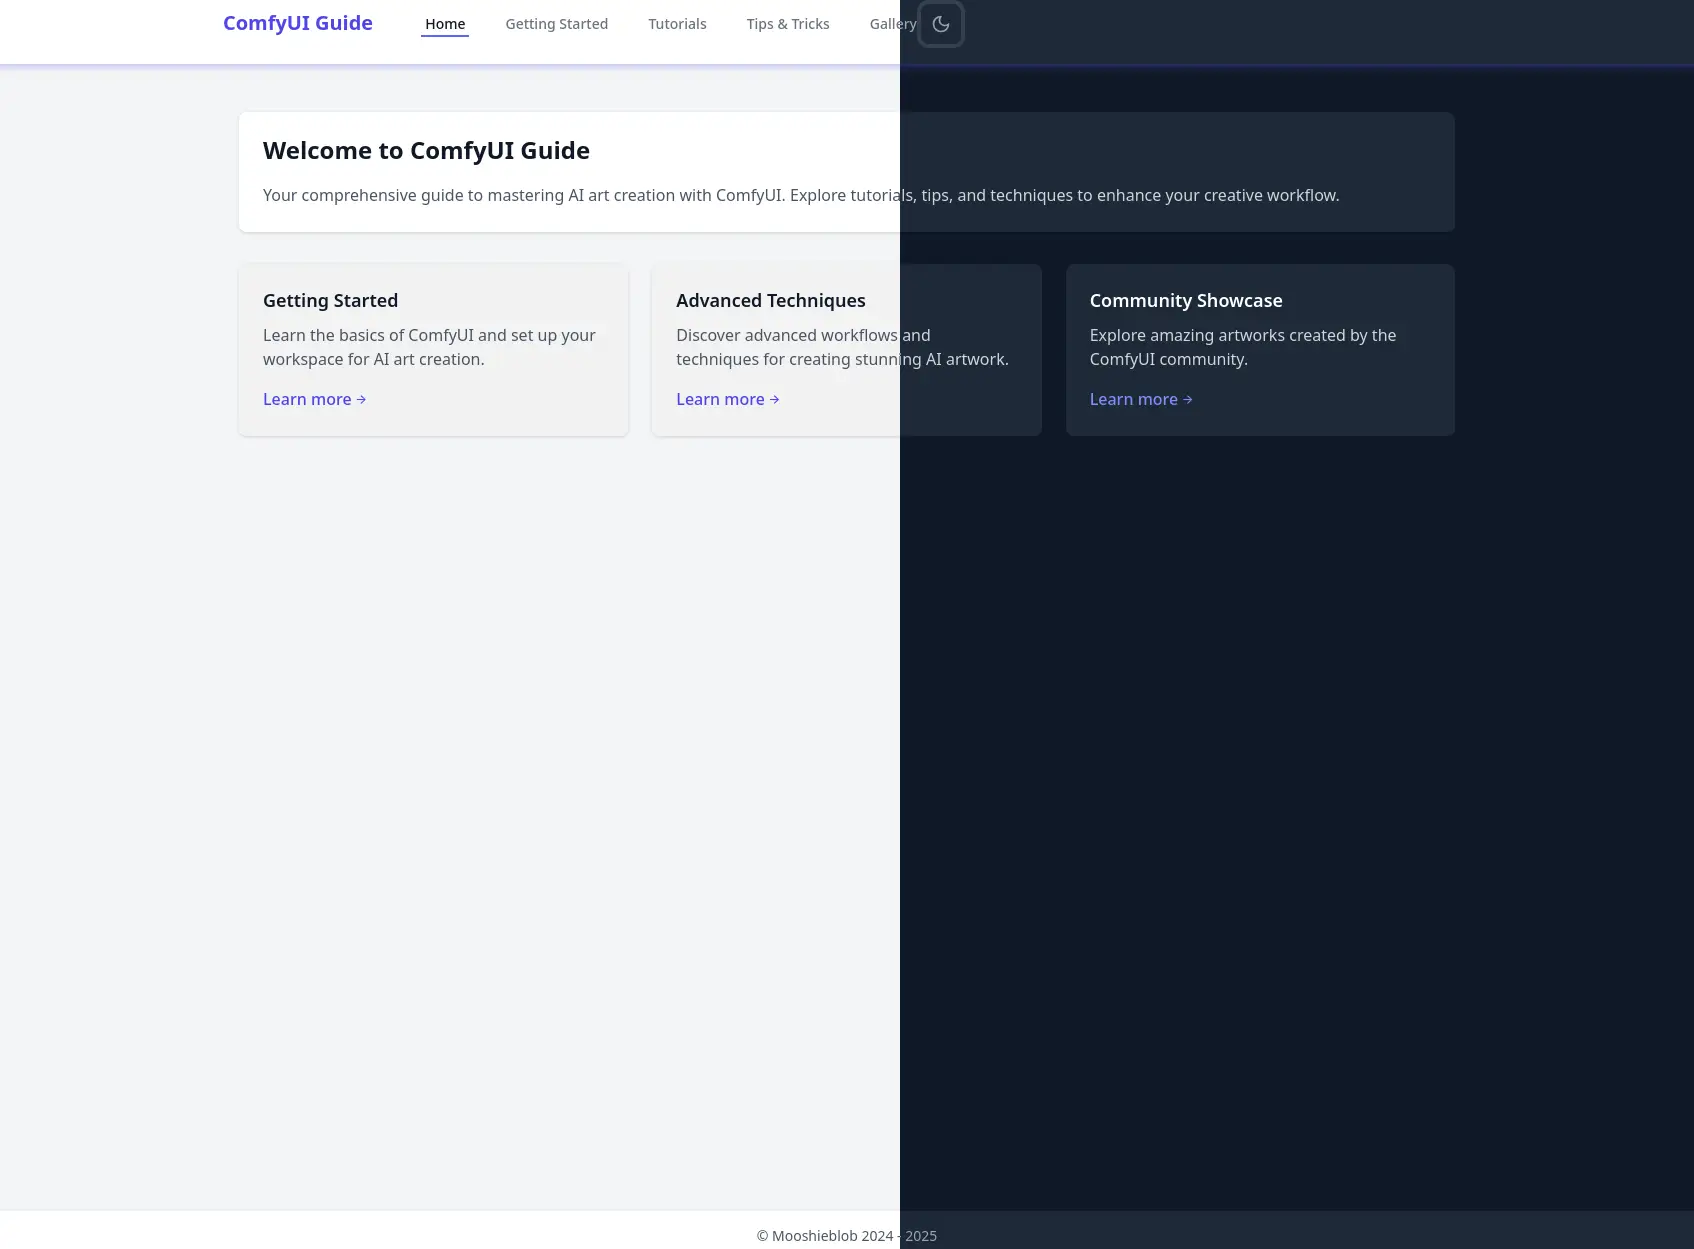 ComfyUI Guide
Home
Getting Started
Tutorials
Tips & Tricks
Gallery
Welcome to ComfyUI Guide
Your comprehensive guide to mastering AI art creation with ComfyUI. Explore tutorials, tips, and techniques to enhance your creative workflow.
Getting Started
Learn the basics of ComfyUI and set up your
workspace for AI art creation.
Learn more →
Advanced Techniques
Discover advanced workflows and
techniques for creating stunning AI artwork.
Learn more →
Community Showcase
Explore amazing artworks created by the
ComfyUI community.
Learn more →
© Mooshieblob 2024 - 2025